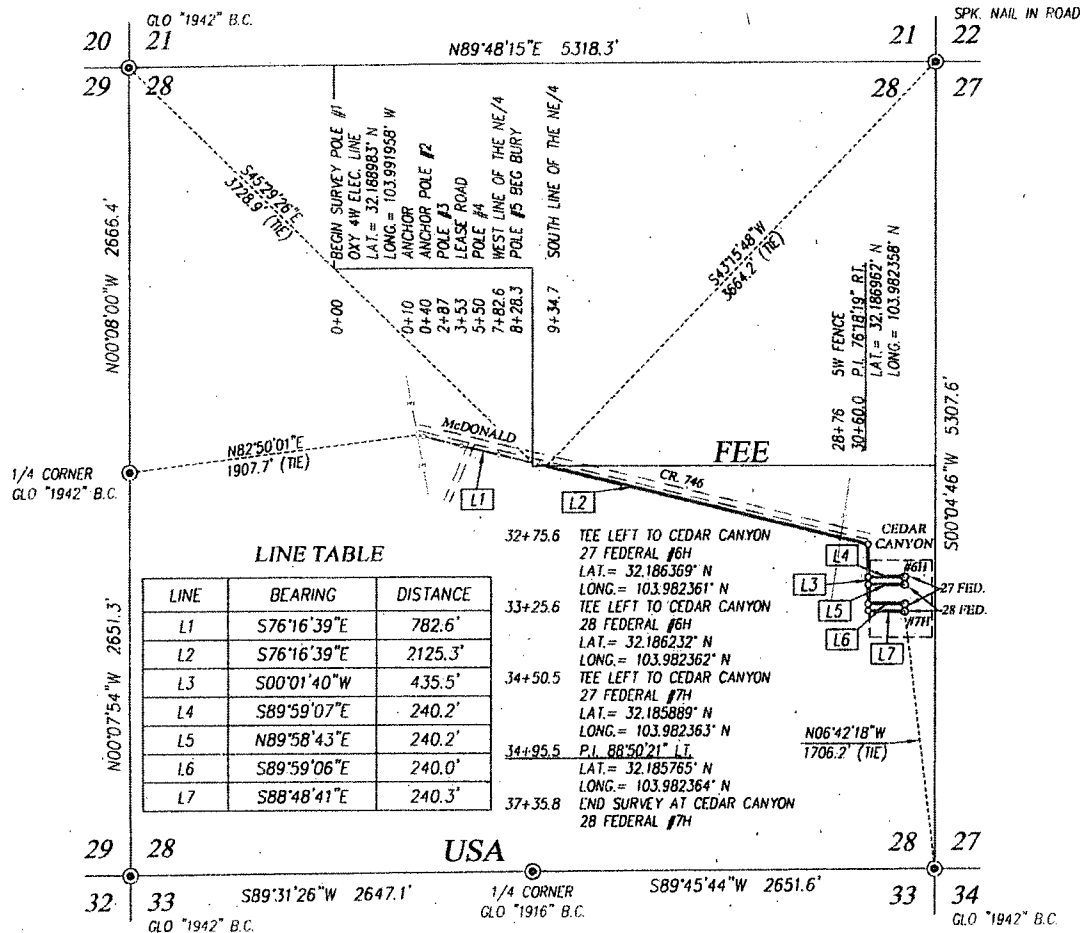 GLO "1942" B.C.
SPK. NAIL IN ROAD
20 21
21 22
N89°48'15"E 5318.3'
29 28
28 27
BEGIN SURVEY POLE #1
OXY 4W ELEC. LINE
LAT.= 32.188983° N
LONG.= 103.991958° W
ANCHOR
ANCHOR POLE #2
POLE #3
LEASE ROAD
POLE #4
WEST LINE OF THE NE/4
POLE #5 BEG BURY
SOUTH LINE OF THE NE/4
0+00
0+10
0+40
2+87
3+53
5+50
7+82.6
8+28.3
9+34.7
S45°29'26"E
3728.9' (TIE)
S43°15'48"W
3664.2' (TIE)
N00°08'00"W 2666.4'
28+76 5W FENCE
30+60.0 P.I. 76°18'19" RT.
LAT.= 32.186962° N
LONG.= 103.982358° N
S00°04'46"W 5307.6'
McDONALD
N82°50'01"E
1907.7' (TIE)
1/4 CORNER
GLO "1942" B.C.
FEE
CR. 746
L1
L2
CEDAR
CANYON
L4
#6H
L3
27 FED.
L5
28 FED.
L6
#7H
L7
32+75.6 TEE LEFT TO CEDAR CANYON
27 FEDERAL #6H
LAT.= 32.186369° N
LONG.= 103.982361° N
33+25.6 TEE LEFT TO CEDAR CANYON
28 FEDERAL #6H
LAT.= 32.186232° N
LONG.= 103.982362° N
34+50.5 TEE LEFT TO CEDAR CANYON
27 FEDERAL #7H
LAT.= 32.185889° N
LONG.= 103.982363° N
34+95.5 P.I. 88°50'21" LT.
LAT.= 32.185765° N
LONG.= 103.982364° N
37+35.8 END SURVEY AT CEDAR CANYON
28 FEDERAL #7H
N06°42'18"W
1706.2' (TIE)
N00°07'54"W 2651.3'
LINE TABLE
LINE BEARING DISTANCE
L1 S76°16'39"E 782.6'
L2 S76°16'39"E 2125.3'
L3 S00°01'40"W 435.5'
L4 S89°59'07"E 240.2'
L5 N89°58'43"E 240.2'
L6 S89°59'06"E 240.0'
L7 S88°48'41"E 240.3'
29 28
USA
28 27
32 33
S89°31'26"W 2647.1'
1/4 CORNER
GLO "1916" B.C.
S89°45'44"W 2651.6'
33 34
GLO "1942" B.C.
GLO "1942" B.C.